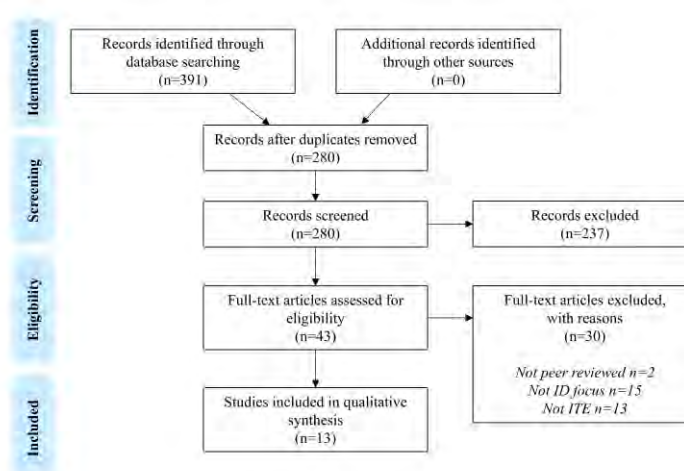 Identification
Records identified through
database searching
(n=391)
Additional records identified
through other sources
(n=0)
Records after duplicates removed
(n=280)
Screening
Records screened
(n=280)
Records excluded
(n=237)
Eligibility
Full-text articles assessed for
eligibility
(n=43)
Full-text articles excluded,
with reasons
(n=30)
Not peer reviewed n=2
Not ID focus n=15
Not ITE n=13
Included
Studies included in qualitative
synthesis
(n=13)